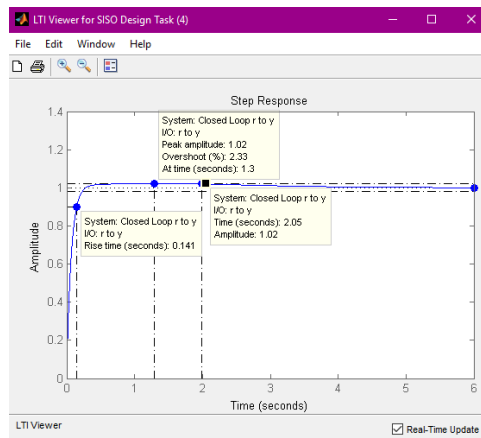 LTI Viewer for SISO Design Task (4)
File Edit Window Help
Step Response
System: Closed Loop r to y
I/O: r to y
Peak amplitude: 1.02
Overshoot (%): 2.33
At time (seconds): 1.3
System: Closed Loop r to y
I/O: r to y
Time (seconds): 2.05
Amplitude: 1.02
System: Closed Loop r to y
I/O: r to y
Rise time (seconds): 0.141
Amplitude
1.4
1.2
1
0.8
0.6
0.4
0.2
0
0 1 2 3 4 5 6
Time (seconds)
LTI Viewer
Real-Time Update